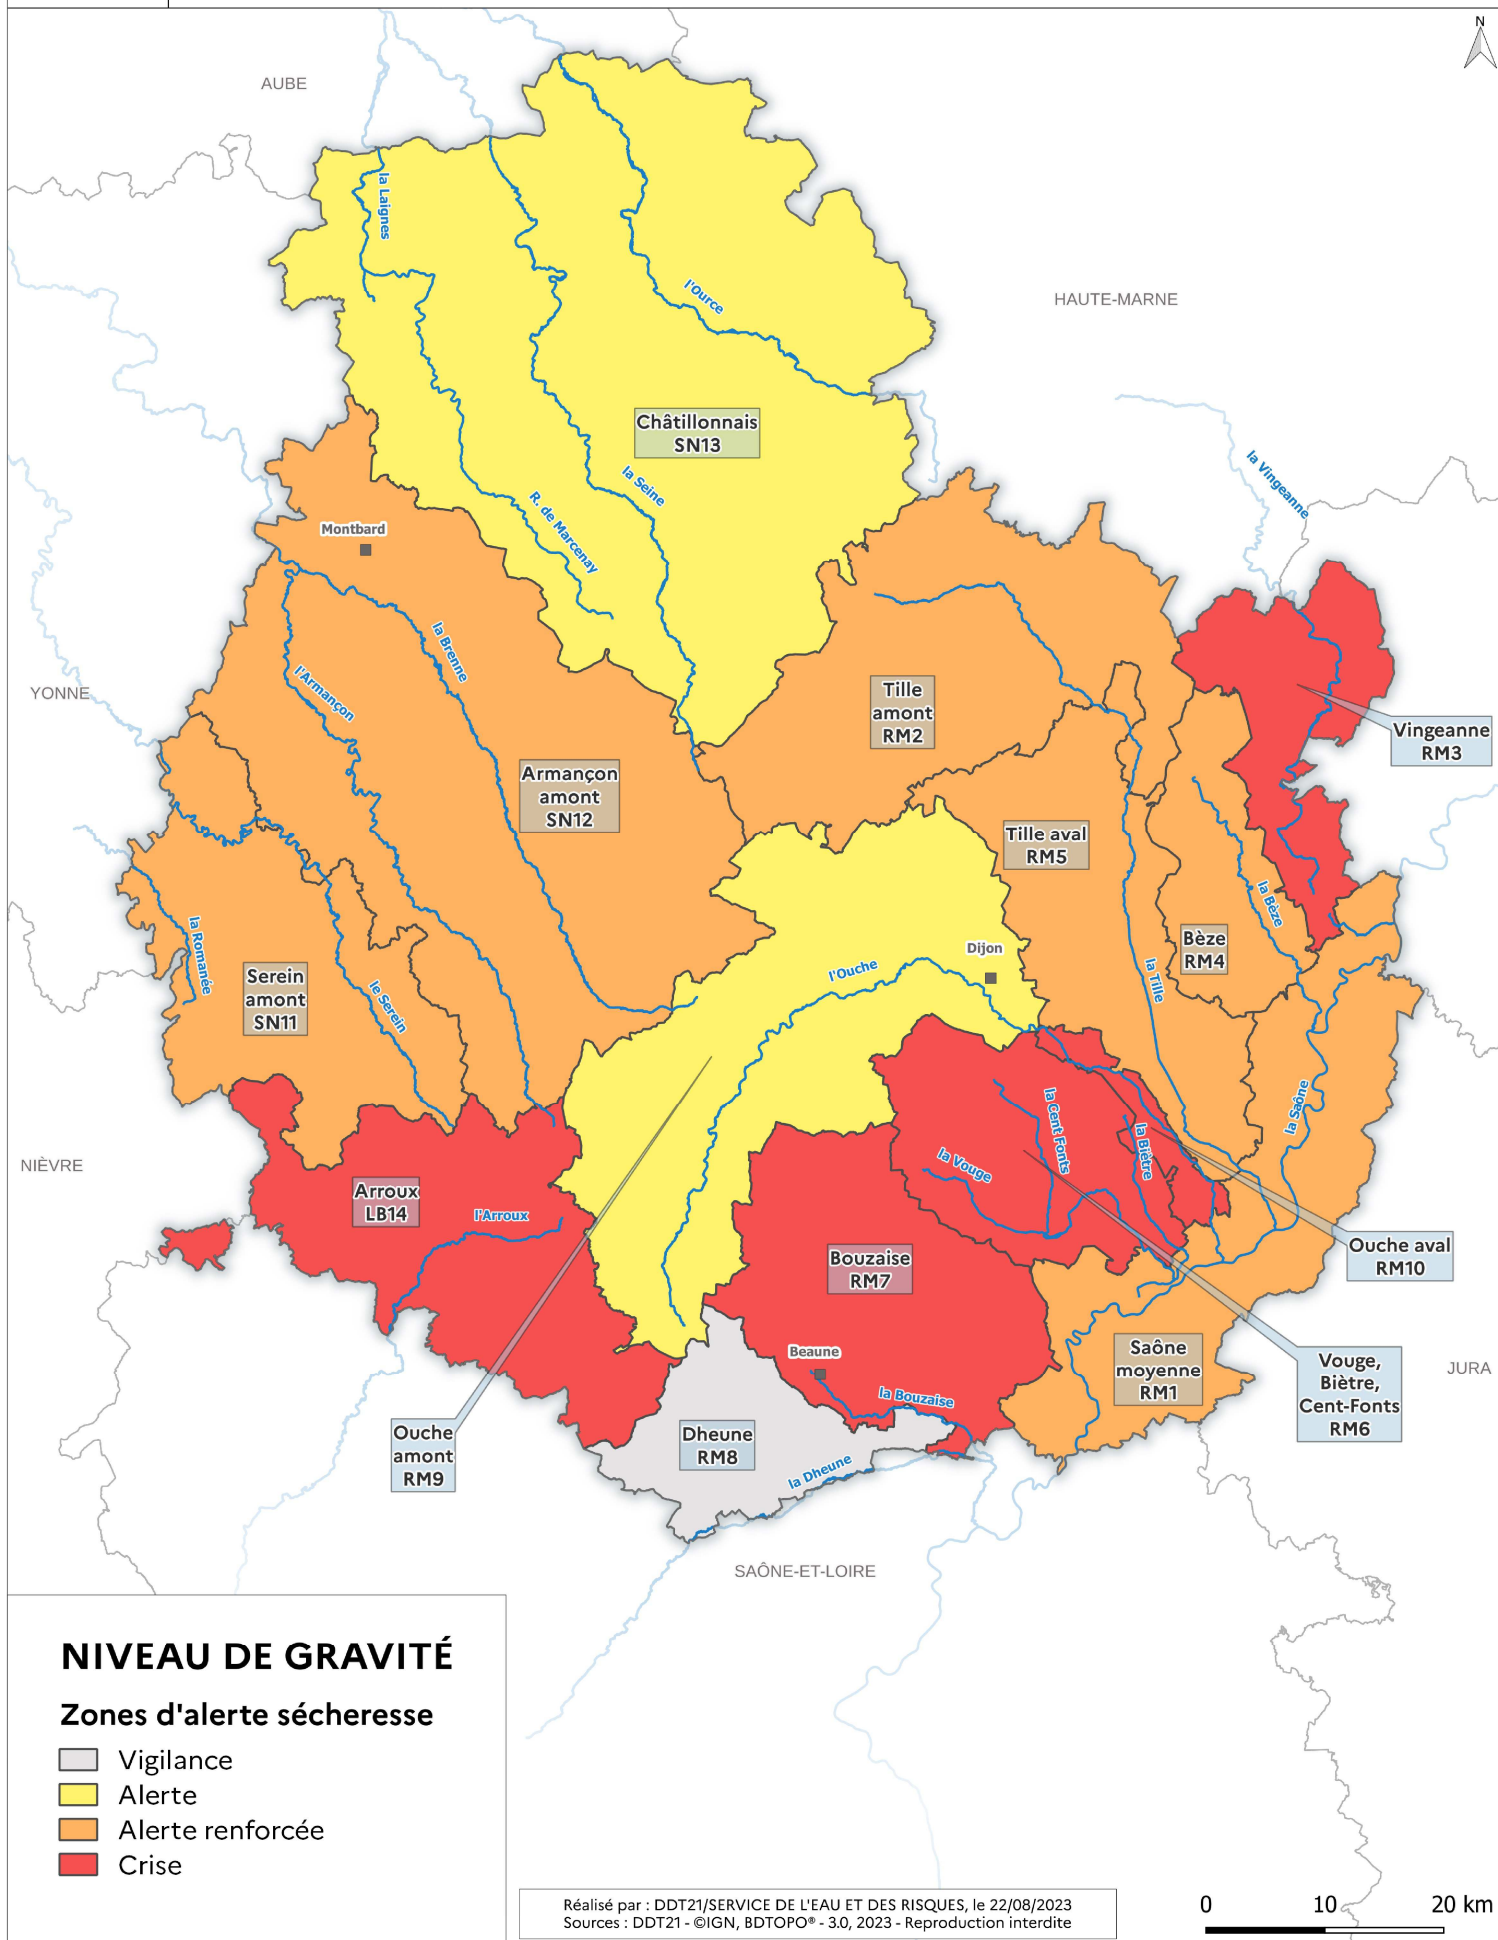 N
AUBE
la Laignes
l'Ource
HAUTE-MARNE
Châtillonnais
SN13
la Seine
la Vingeanne
R. de Marcenay
Montbard
la Brenne
l'Armançon
YONNE
Tille
amont
RM2
Vingeanne
RM3
Armançon
amont
SN12
Tille aval
RM5
la Bèze
la Romanée
Bèze
RM4
Dijon
l'Ouche
la Tille
Serein
amont
SN11
le Serein
la Saône
la Cent Fonts
la Biètre
la Vouge
NIÈVRE
Arroux
LB14
l'Arroux
Bouzaise
RM7
Ouche aval
RM10
Beaune
Saône
moyenne
RM1
Vouge,
Biètre,
Cent-Fonts
RM6
JURA
la Bouzaise
Ouche
amont
RM9
Dheune
RM8
la Dheune
SAÔNE-ET-LOIRE
NIVEAU DE GRAVITÉ
Zones d'alerte sécheresse
Vigilance
Alerte
Alerte renforcée
Crise
Réalisé par : DDT21/SERVICE DE L'EAU ET DES RISQUES, le 22/08/2023
Sources : DDT21 - ©IGN, BDTOPO® - 3.0, 2023 - Reproduction interdite
0 10 20 km